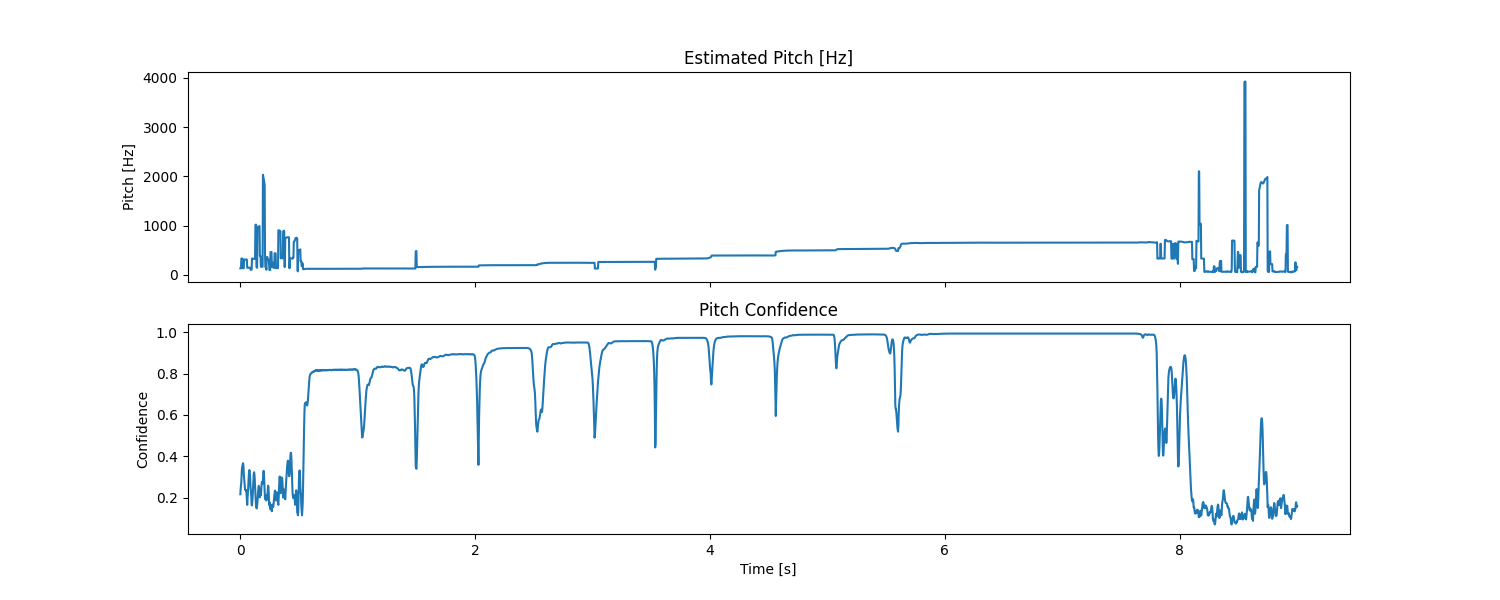 Estimated Pitch [Hz]
4000
3000
2000
1000
0
Pitch [Hz]
Pitch Confidence
1.0
0.8
0.6
0.4
0.2
Confidence
0 2 4 6 8
Time [s]